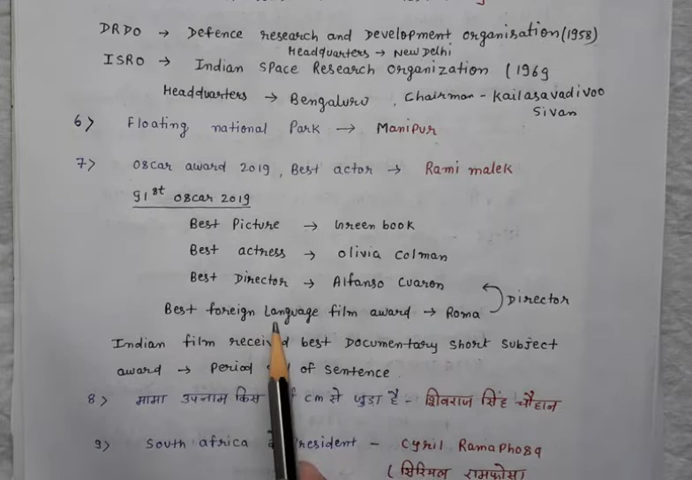 DRDO → Defence research and Development organisation (1958)
Headquarters → New Delhi
ISRO → Indian Space Research Organization (1969
Headquarters → Bengaluru, Chairman - Kailasavadivoo
Sivan
6> Floating national Park → Manipur
7> Oscar award 2019, Best actor → Rami malek
91st Oscar 2019
Best Picture → Green book
Best actress → Olivia Colman
Best Director → Alfanso Cuaron
Director
Best foreign Language film award → Roma
Indian film received best Documentary short subject
award → Period of Sentence
8> मामा उपनाम किस cm से जुड़ा है - शिवराज सिंह चौहान
9> South africa - Cyril Ramaphosa
(सिरिमल रामफोसा)